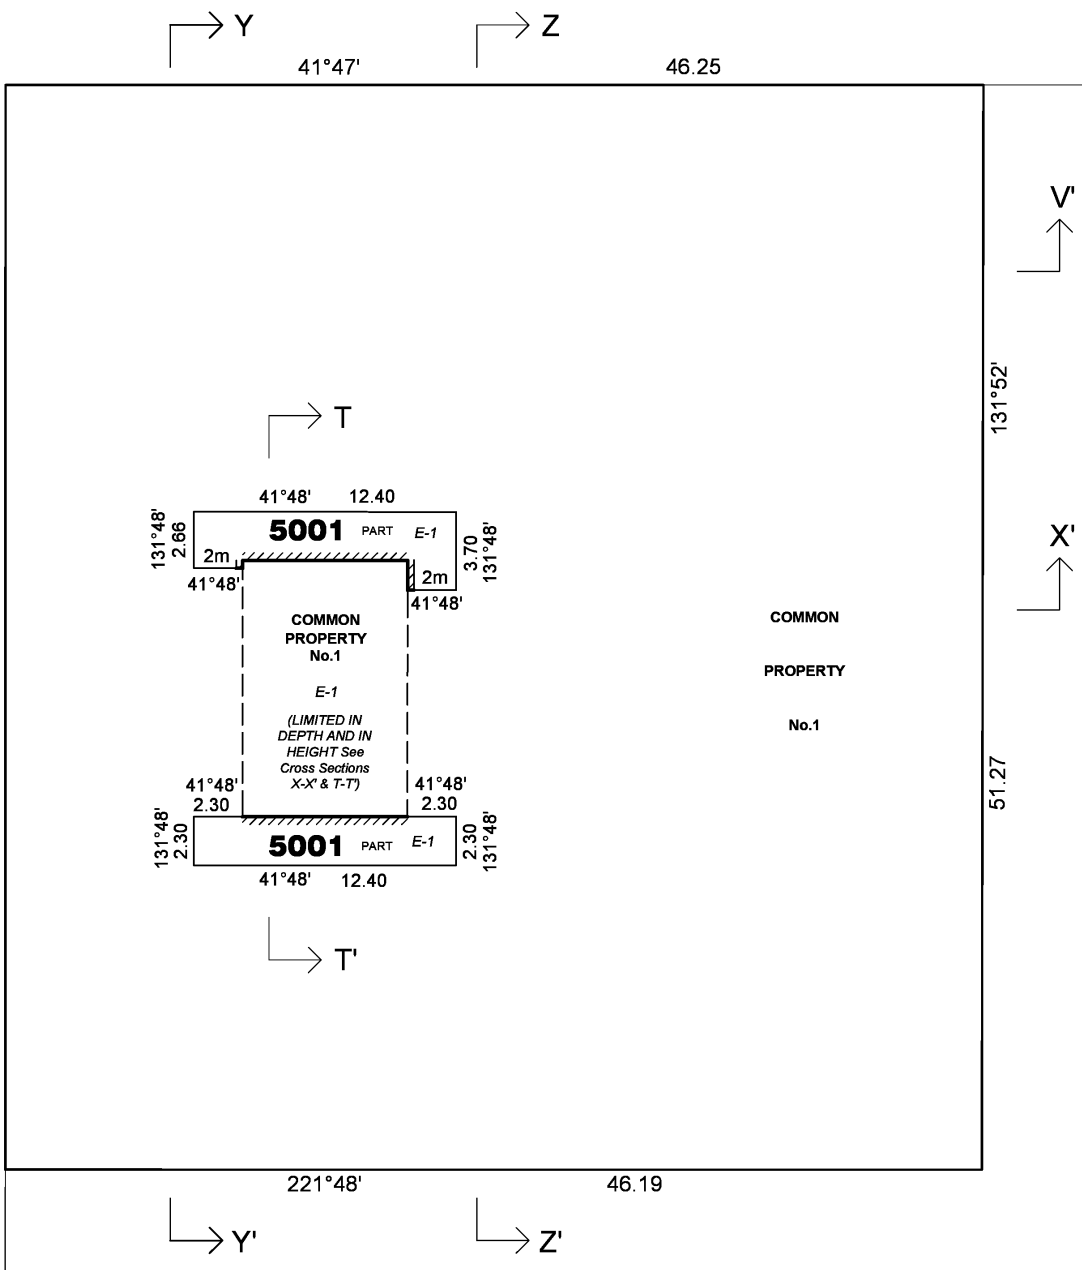 Y
Z
41°47'
46.25
V'
131°52'
T
41°48'
12.40
131°48'
2.66
5001 PART E-1
3.70
131°48'
2m
2m
41°48'
41°48'
X'
COMMON
PROPERTY
No.1
E-1
(LIMITED IN
DEPTH AND IN
HEIGHT See
Cross Sections
X-X' & T-T')
COMMON
PROPERTY
No.1
41°48'
2.30
41°48'
2.30
51.27
131°48'
2.30
5001 PART E-1
2.30
131°48'
41°48'
12.40
T'
221°48'
46.19
Y'
Z'